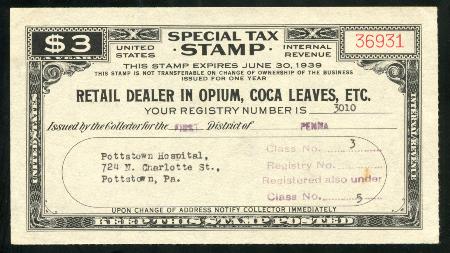 $3
A YEAR
SPECIAL TAX
UNITED STATES · STAMP · INTERNAL REVENUE
36931
THIS STAMP EXPIRES JUNE 30, 1939
THIS STAMP IS NOT TRANSFERABLE ON CHANGE OF OWNERSHIP OF THE BUSINESS
ISSUED FOR ONE YEAR
RETAIL DEALER IN OPIUM, COCA LEAVES, ETC.
YOUR REGISTRY NUMBER IS 3010
Issued by the Collector for the FIRST District of PENNA
Class No. 3
Pottstown Hospital,
724 N. Charlotte St.,
Pottstown, Pa.
Registry No.
Registered also under
Class No. 5
UPON CHANGE OF ADDRESS NOTIFY COLLECTOR IMMEDIATELY
KEEP THIS STAMP POSTED
UNITED STATES
INTERNAL REVENUE